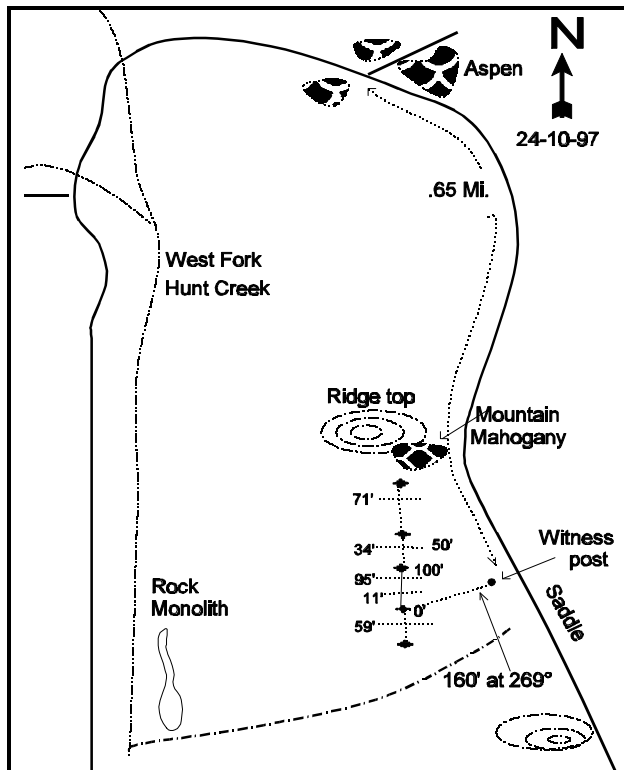 N
Aspen
24-10-97
.65 Mi.
West Fork
Hunt Creek
Ridge top
Mountain
Mahogany
71'
34'
50'
95'
100'
11'
0'
59'
Witness
post
Rock
Monolith
Saddle
160' at 269°